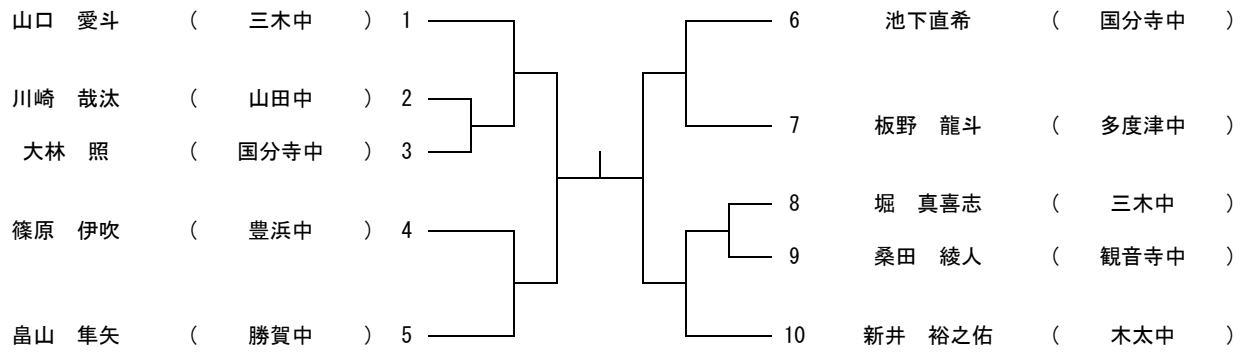 山口 愛斗 ( 三木中 ) 1
川崎 哉汰 ( 山田中 ) 2
大林 照 ( 国分寺中 ) 3
篠原 伊吹 ( 豊浜中 ) 4
畠山 隼矢 ( 勝賀中 ) 5
6 池下直希 ( 国分寺中 )
7 板野 龍斗 ( 多度津中 )
8 堀 真喜志 ( 三木中 )
9 桑田 綾人 ( 観音寺中 )
10 新井 裕之佑 ( 木太中 )